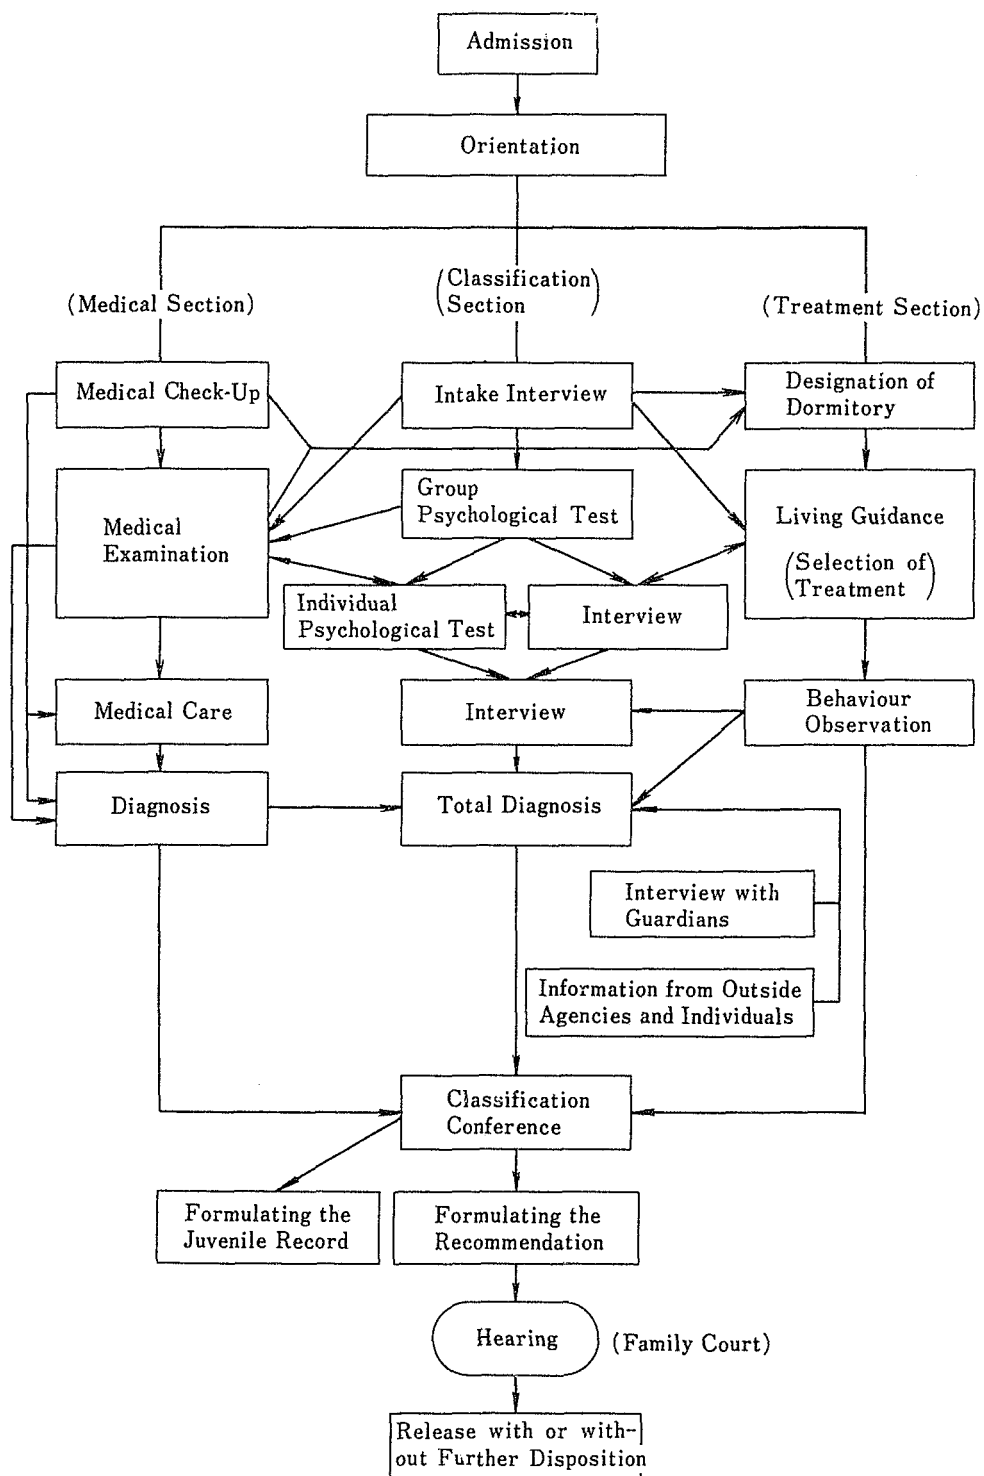 Admission
Orientation
(Medical Section)
(Classification
Section)
(Treatment Section)
Medical Check-Up
Intake Interview
Designation of
Dormitory
Group
Psychological Test
Medical
Examination
Living Guidance
(Selection of
Treatment)
Individual
Psychological Test
Interview
Medical Care
Interview
Behaviour
Observation
Diagnosis
Total Diagnosis
Interview with
Guardians
Information from Outside
Agencies and Individuals
Classification
Conference
Formulating the
Juvenile Record
Formulating the
Recommendation
Hearing
(Family Court)
Release with or with-
out Further Disposition